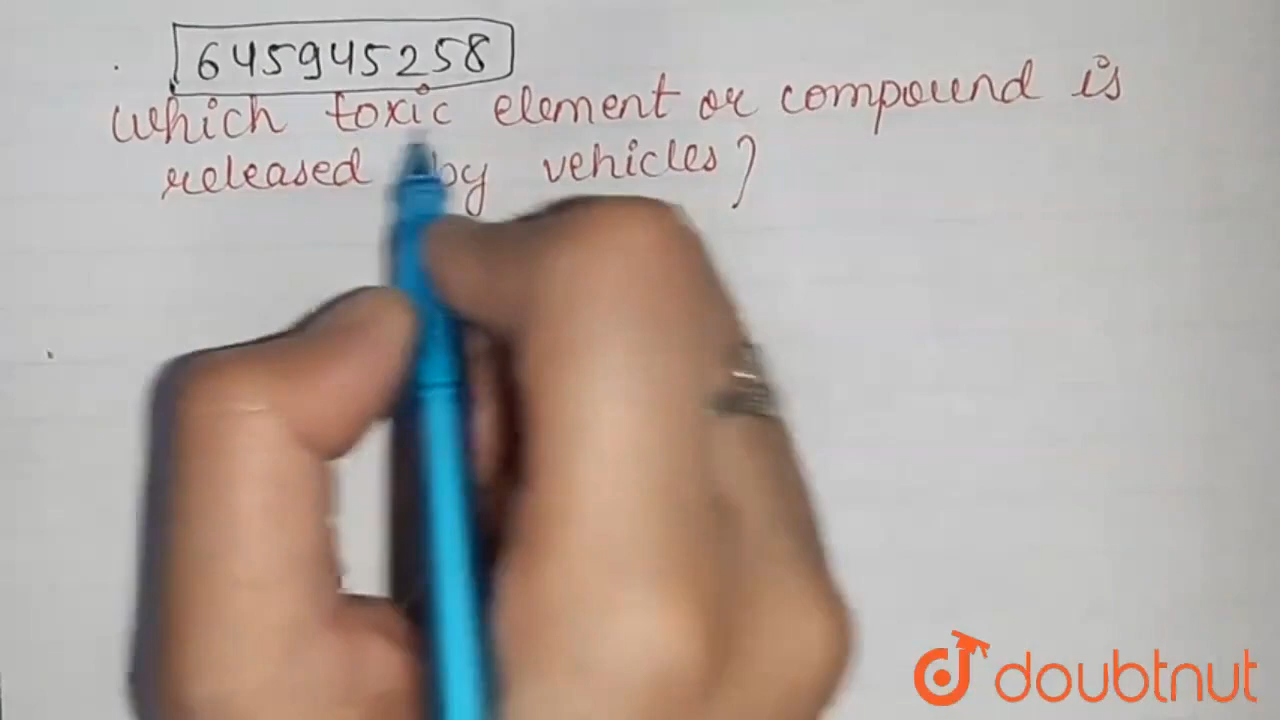 645945258
which toxic element or compound is
released by vehicles?
doubtnut